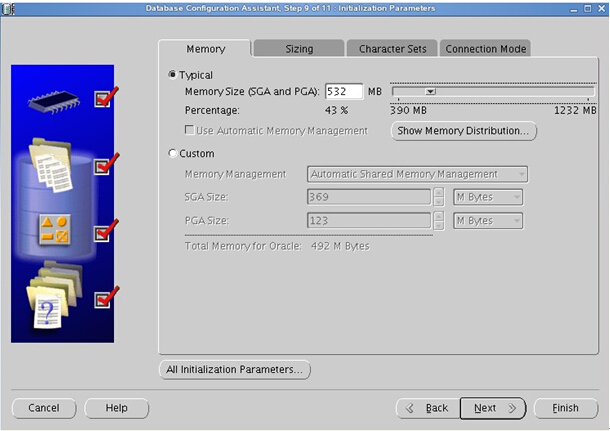 Database Configuration Assistant, Step 9 of 11 : Initialization Parameters
Memory Sizing Character Sets Connection Mode
Typical
Memory Size (SGA and PGA): 532 MB
Percentage: 43 % 390 MB 1232 MB
Use Automatic Memory Management Show Memory Distribution...
Custom
Memory Management Automatic Shared Memory Management
SGA Size: 369 M Bytes
PGA Size: 123 M Bytes
Total Memory for Oracle: 492 M Bytes
?
All Initialization Parameters...
Cancel Help Back Next Finish